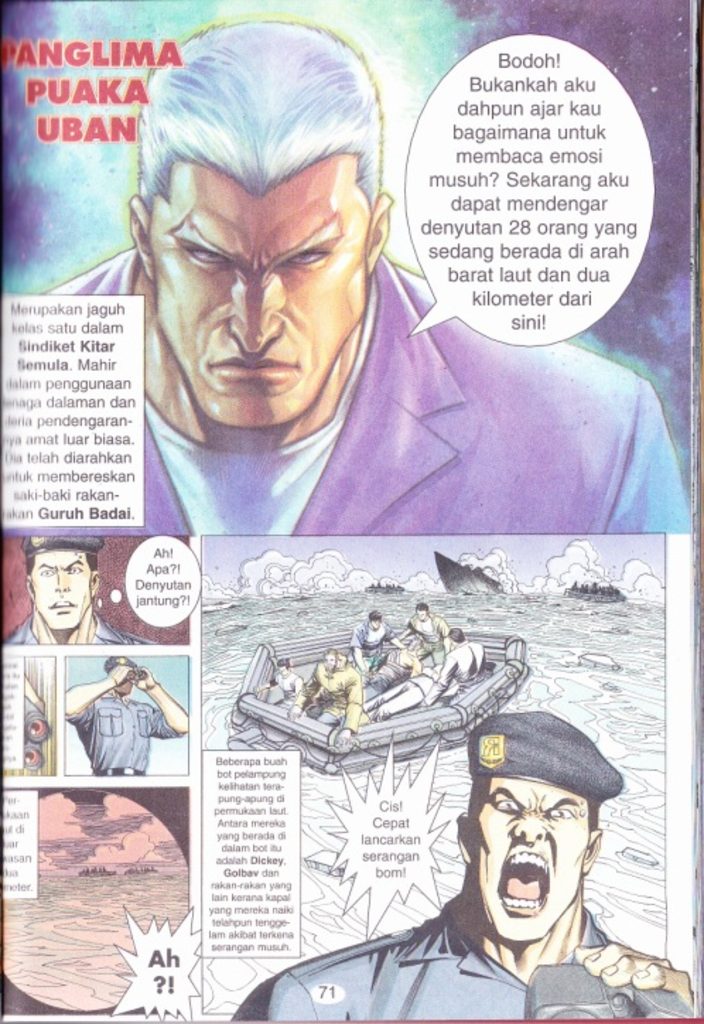 PANGLIMA
PUAKA
UBAN
Bodoh!
Bukankah aku
dahpun ajar kau
bagaimana untuk
membaca emosi
musuh? Sekarang aku
dapat mendengar
denyutan 28 orang yang
sedang berada di arah
barat laut dan dua
kilometer dari
sini!
Merupakan jaguh
kelas satu dalam
Sindiket Kitar
Semula. Mahir
dalam penggunaan
tenaga dalaman dan
deria pendengaran-
nya amat luar biasa.
Dia telah diarahkan
untuk membereskan
saki-baki rakan-
rakan Guruh Badai.
Ah!
Apa?!
Denyutan
jantung?!
Beberapa buah
bot pelampung
kelihatan tera-
pung-apung di
permukaan laut.
Antara mereka
yang berada di
dalam bot itu
adalah Dickey,
Golbav dan
rakan-rakan yang
lain kerana kapal
yang mereka naiki
telahpun tengge-
lam akibat terkena
serangan musuh.
Cis!
Cepat
lancarkan
serangan
bom!
Ah
?!
71